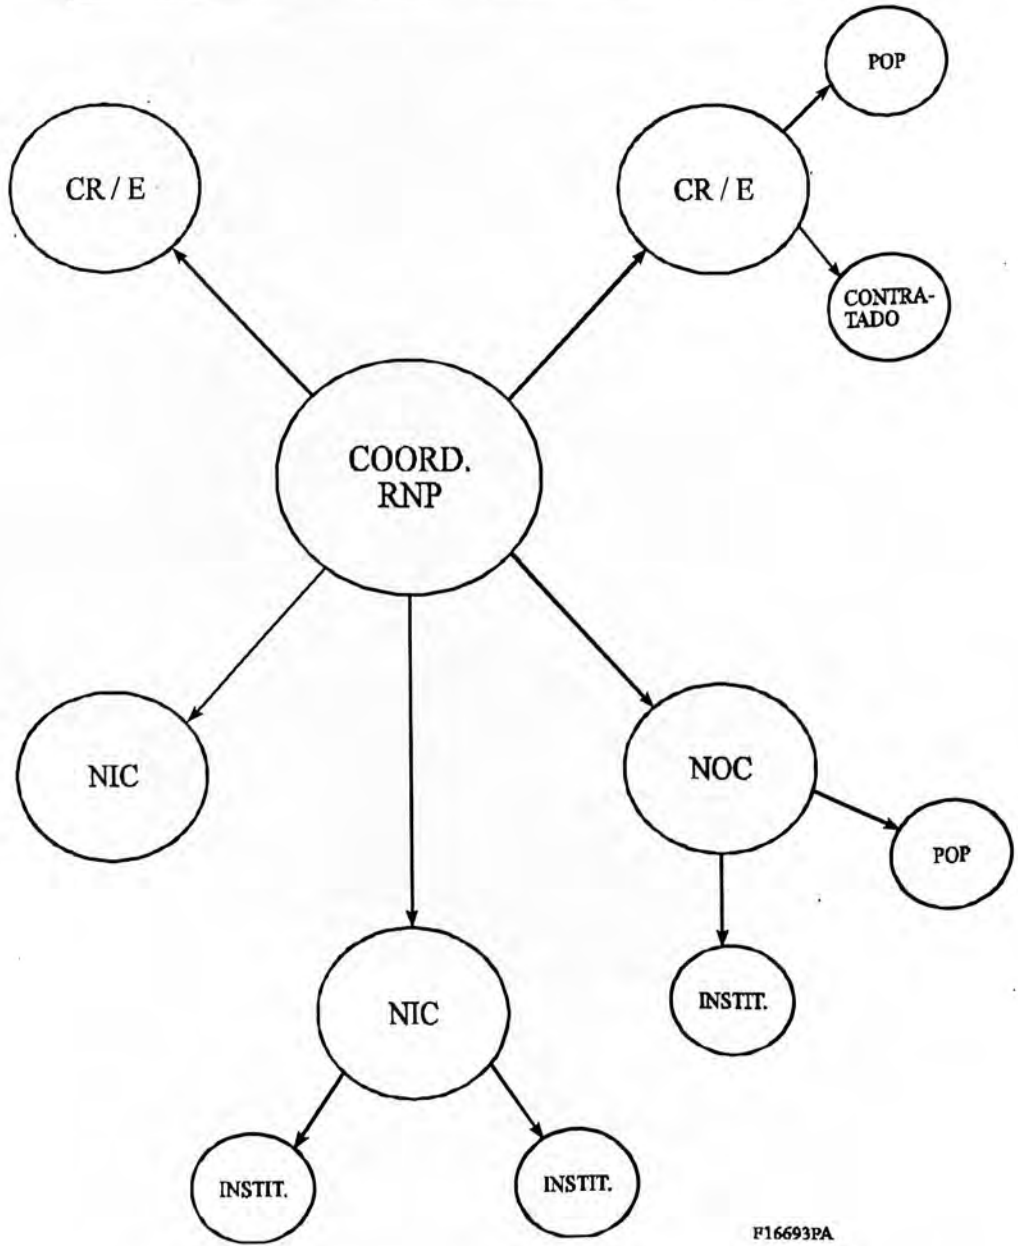 POP
CR / E
CR / E
CONTRA-
TADO
COORD.
RNP
NIC
NOC
POP
INSTIT.
NIC
INSTIT.
INSTIT.
F16693PA